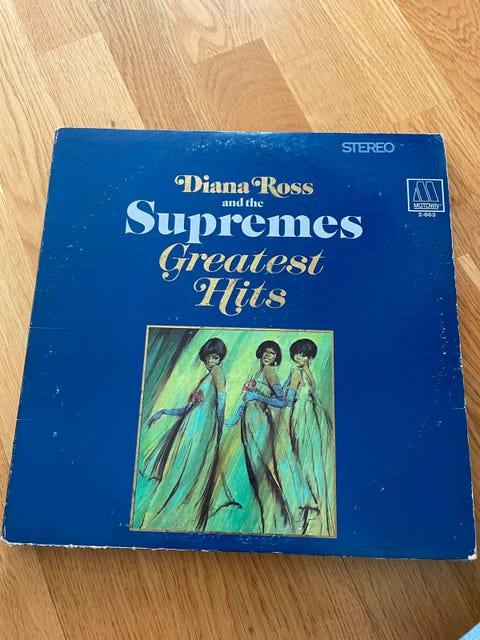 STEREO
Diana Ross
and the
Supremes
Greatest
Hits
MOTOWN
2-663